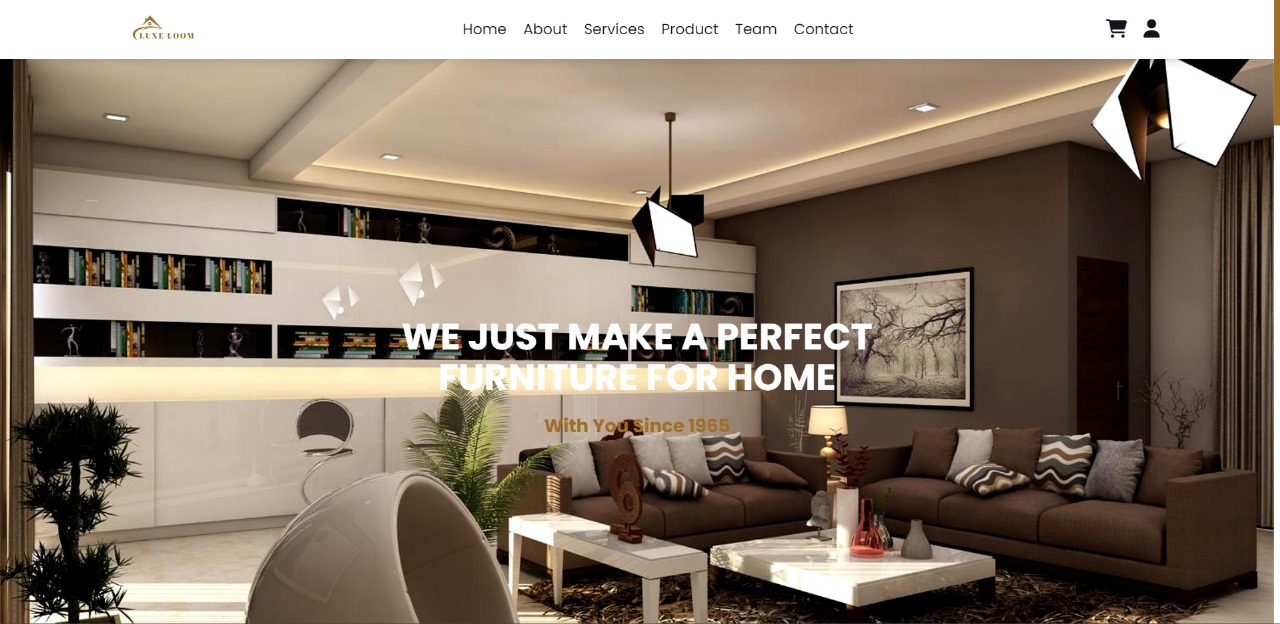 LUXE LOOM
Home About Services Product Team Contact
WE JUST MAKE A PERFECT
FURNITURE FOR HOME
With You Since 1965